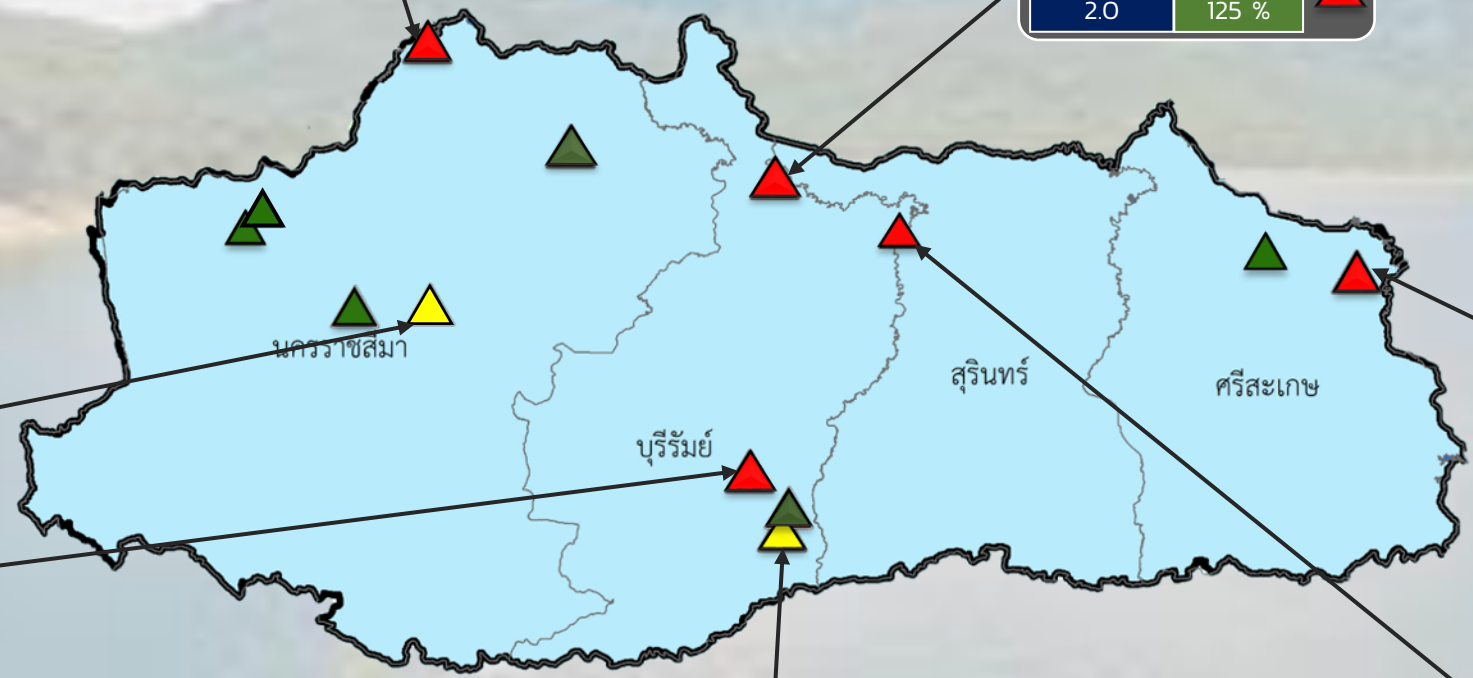 2.0 125 %
นครราชสีมา
สุรินทร์
ศรีสะเกษ
บุรีรัมย์